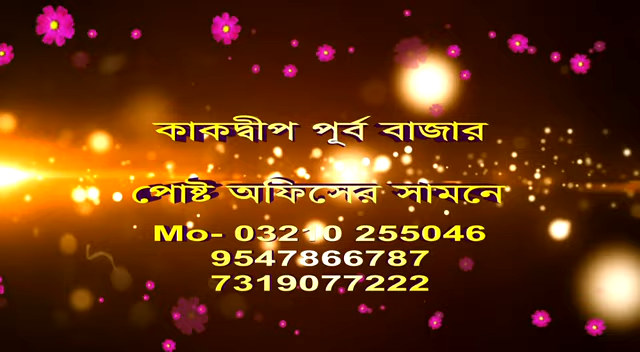 কাকদ্বীপ পূর্ব বাজার
পোষ্ট অফিসের সামনে
Mo- 03210 255046
9547866787
7319077222